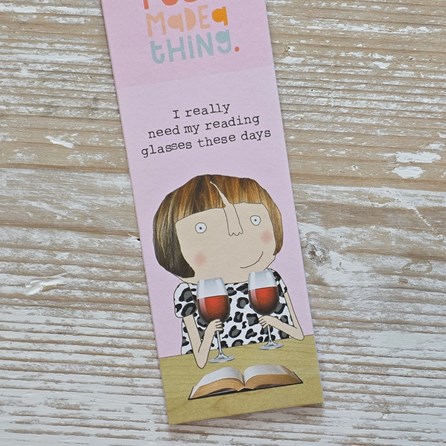 MADE A
THING.
I really
need my reading
glasses these days